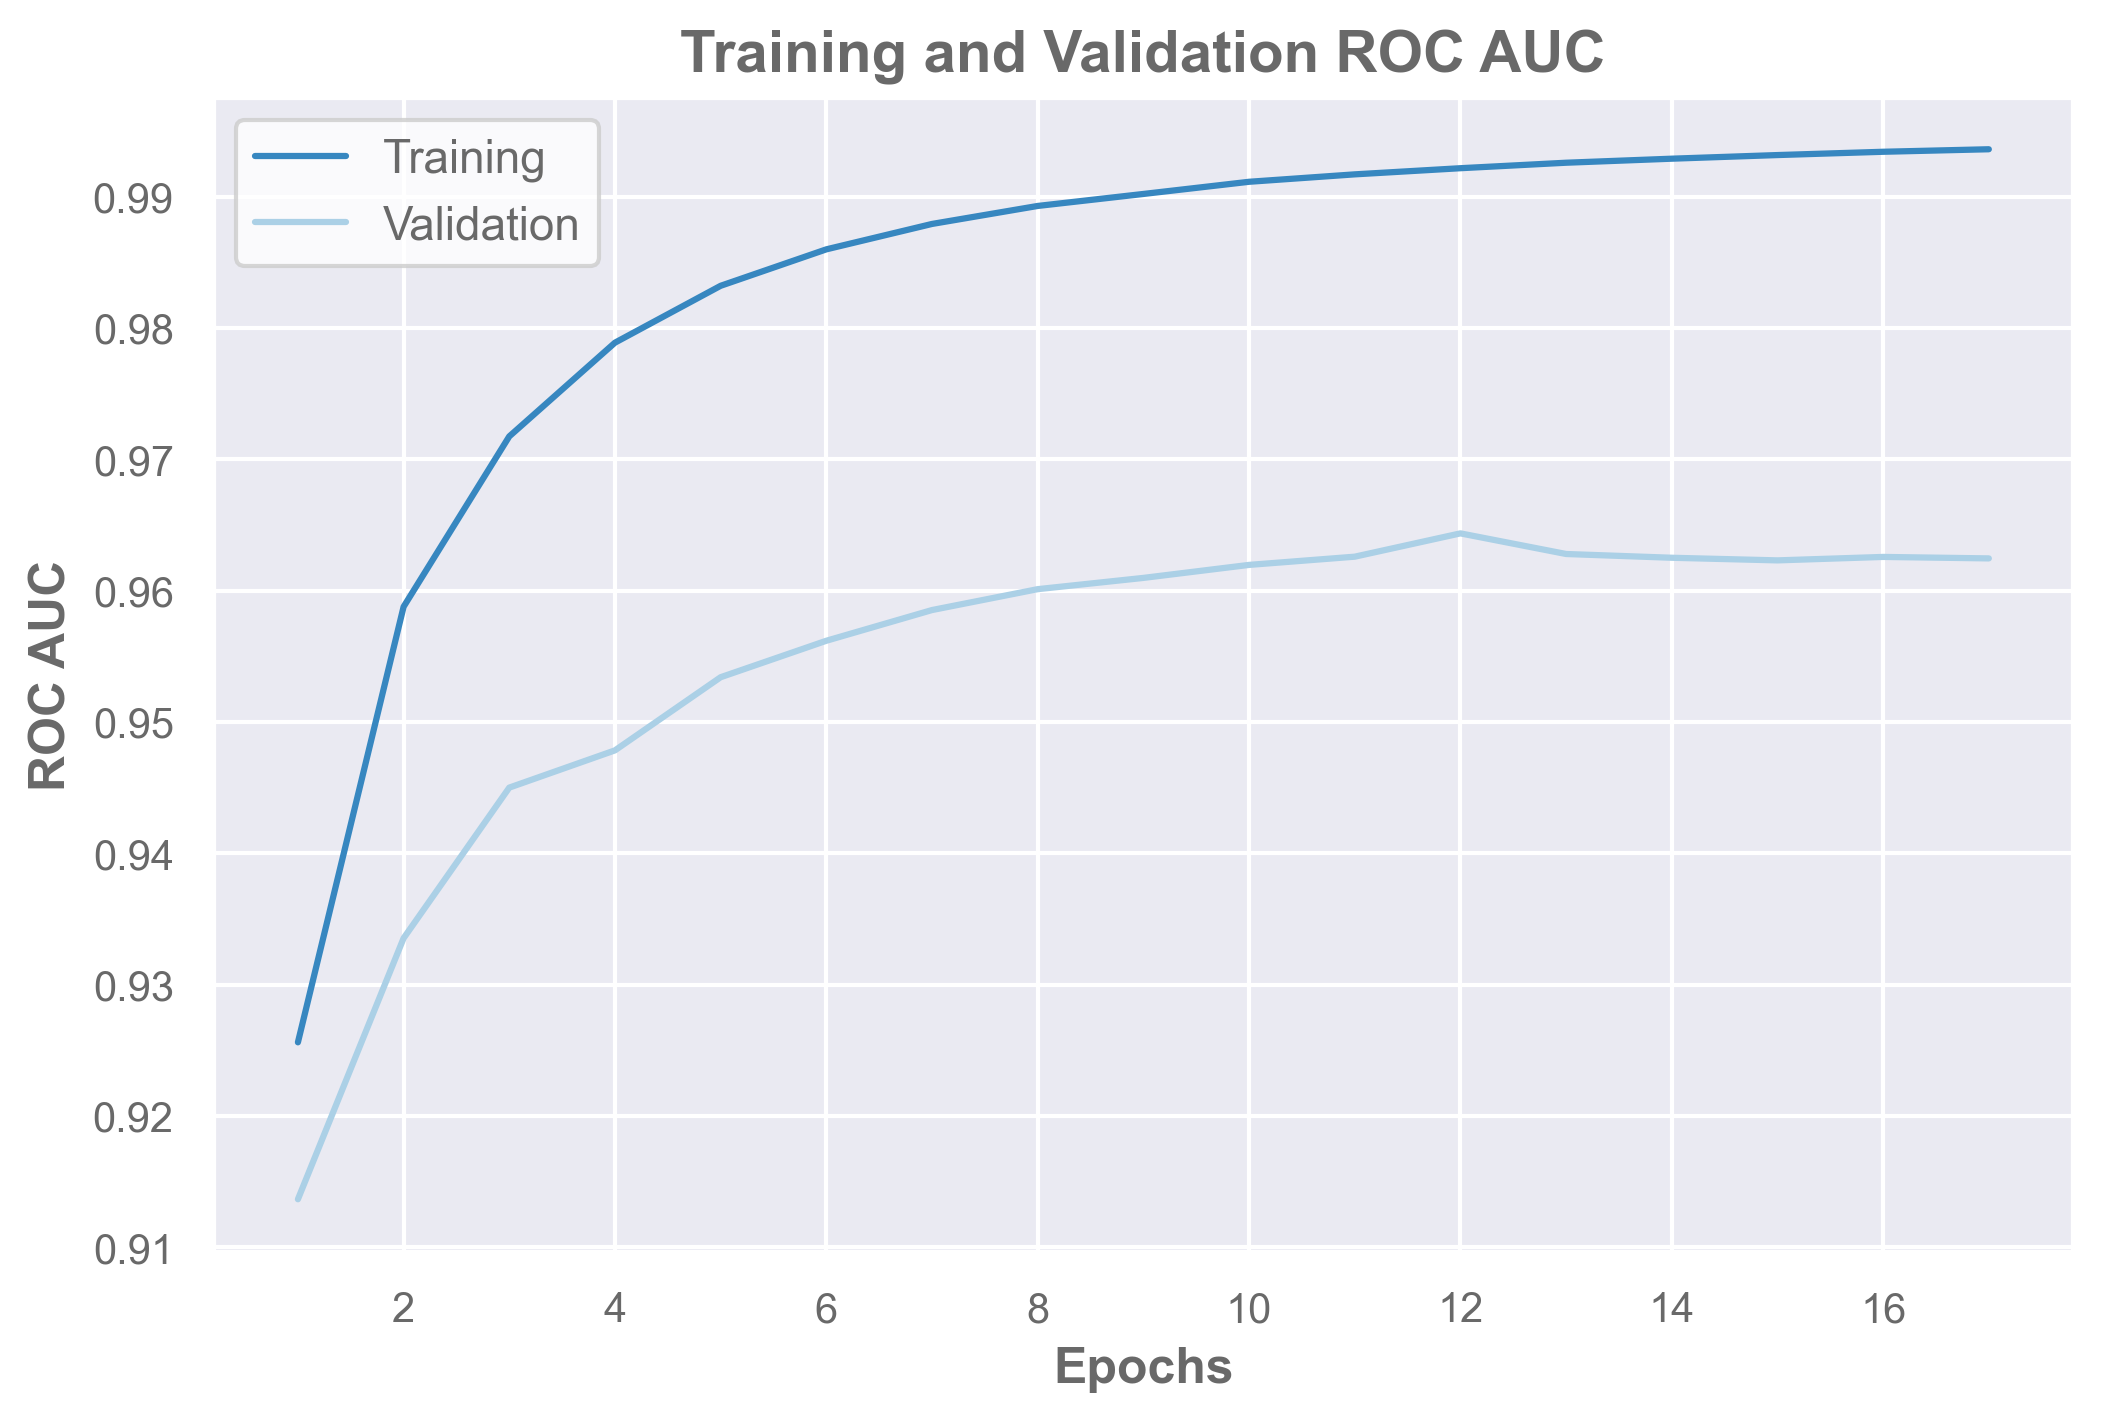 Training and Validation ROC AUC
Training
Validation
0.99
0.98
0.97
0.96
0.95
0.94
0.93
0.92
0.91
ROC AUC
2 4 6 8 10 12 14 16
Epochs